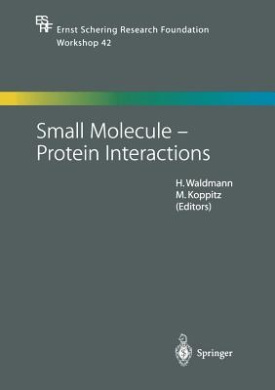 ESRF Ernst Schering Research Foundation
Workshop 42
Small Molecule –
Protein Interactions
H. Waldmann
M. Koppitz
(Editors)
Springer